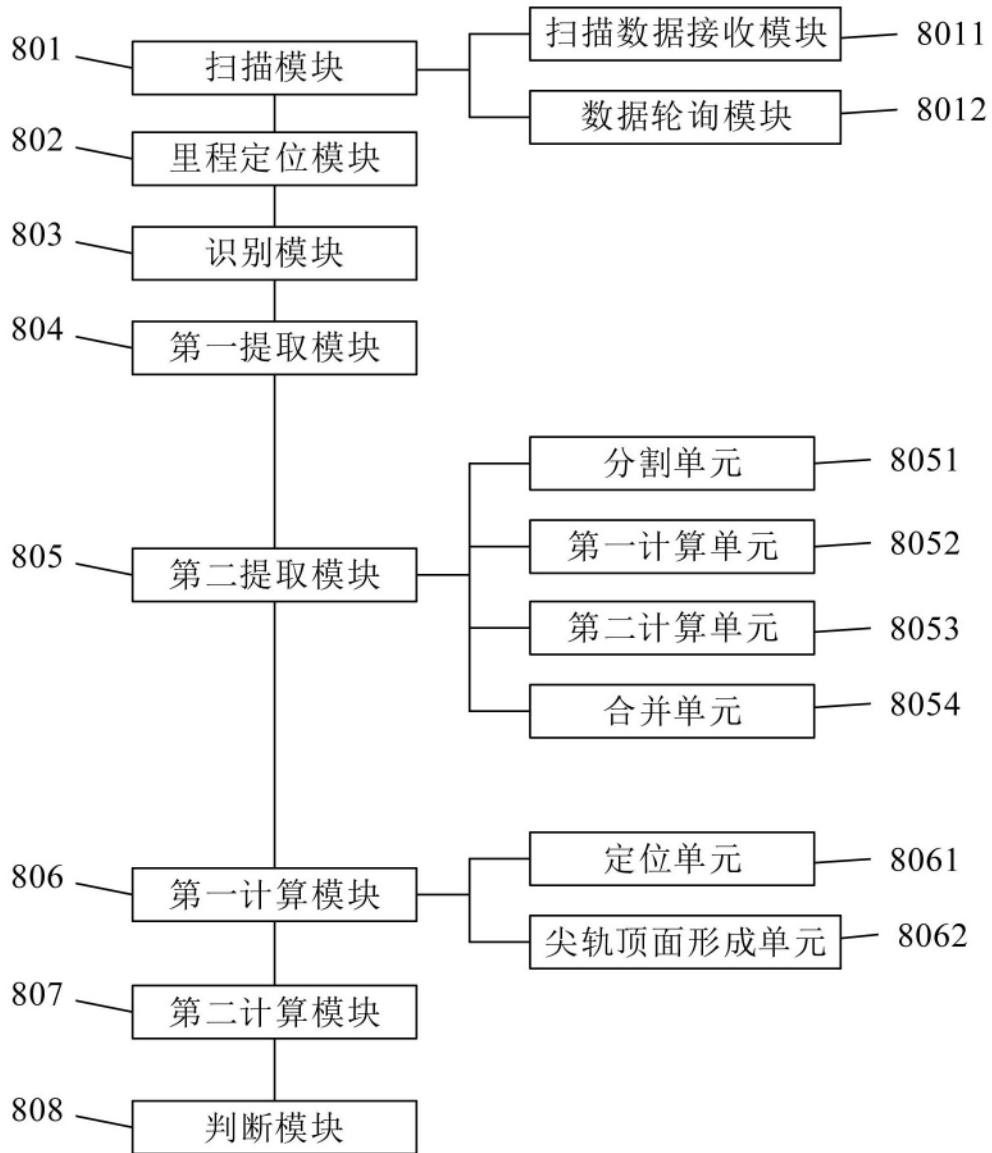 801
扫描模块
扫描数据接收模块
8011
数据轮询模块
8012
802
里程定位模块
803
识别模块
804
第一提取模块
805
第二提取模块
分割单元
8051
第一计算单元
8052
第二计算单元
8053
合并单元
8054
806
第一计算模块
定位单元
8061
尖轨顶面形成单元
8062
807
第二计算模块
808
判断模块